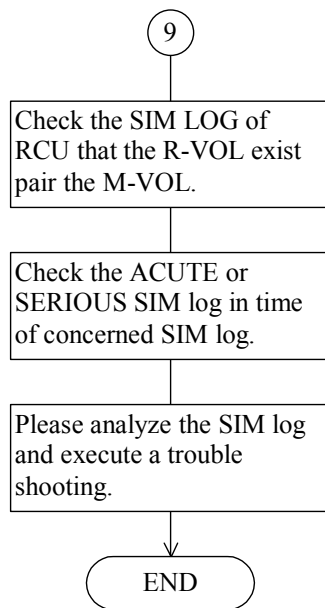 9
Check the SIM LOG of
RCU that the R-VOL exist
pair the M-VOL.
Check the ACUTE or
SERIOUS SIM log in time
of concerned SIM log.
Please analyze the SIM log
and execute a trouble
shooting.
END